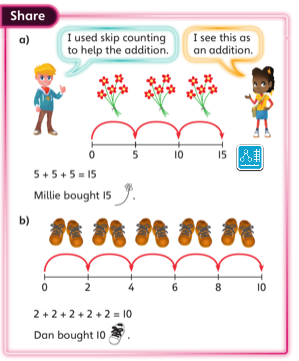 Share
a)
I used skip counting
to help the addition.
I see this as
an addition.
0 5 10 15
5 + 5 + 5 = 15
Millie bought 15 .
b)
0 2 4 6 8 10
2 + 2 + 2 + 2 + 2 = 10
Dan bought 10 .